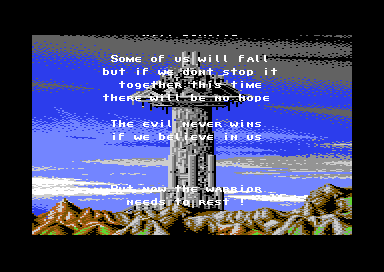 Some of us will fall
but if we dont stop it
together this time
there will be no hope
The evil never wins
if we believe in us
But now the warrior
needs to rest !